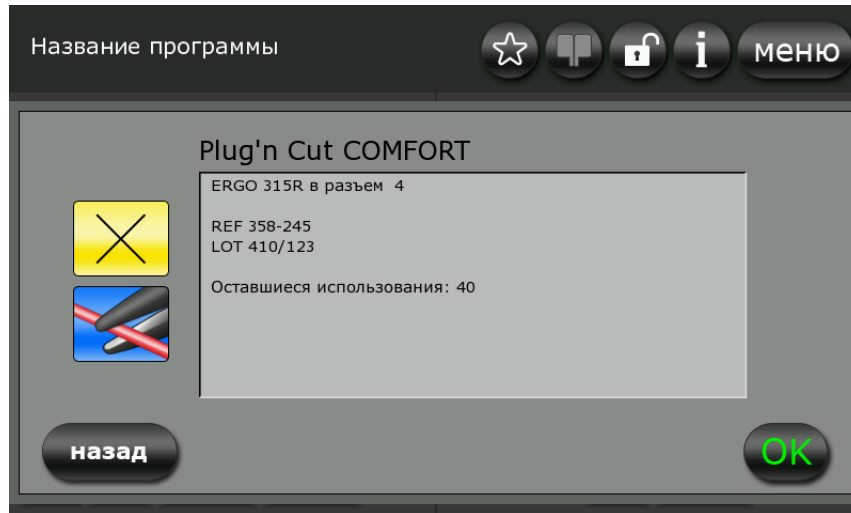 Название программы
i
меню
Plug'n Cut COMFORT
ERGO 315R в разъем 4
REF 358-245
LOT 410/123
Оставшиеся использования: 40
назад
OK